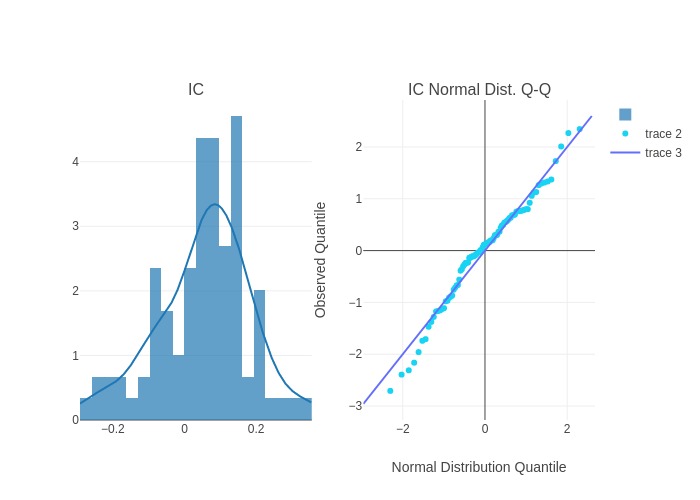 IC
IC Normal Dist. Q-Q
trace 2
trace 3
4
3
2
1
0
−0.2
0
0.2
Observed Quantile
2
1
0
−1
−2
−3
−2
0
2
Normal Distribution Quantile